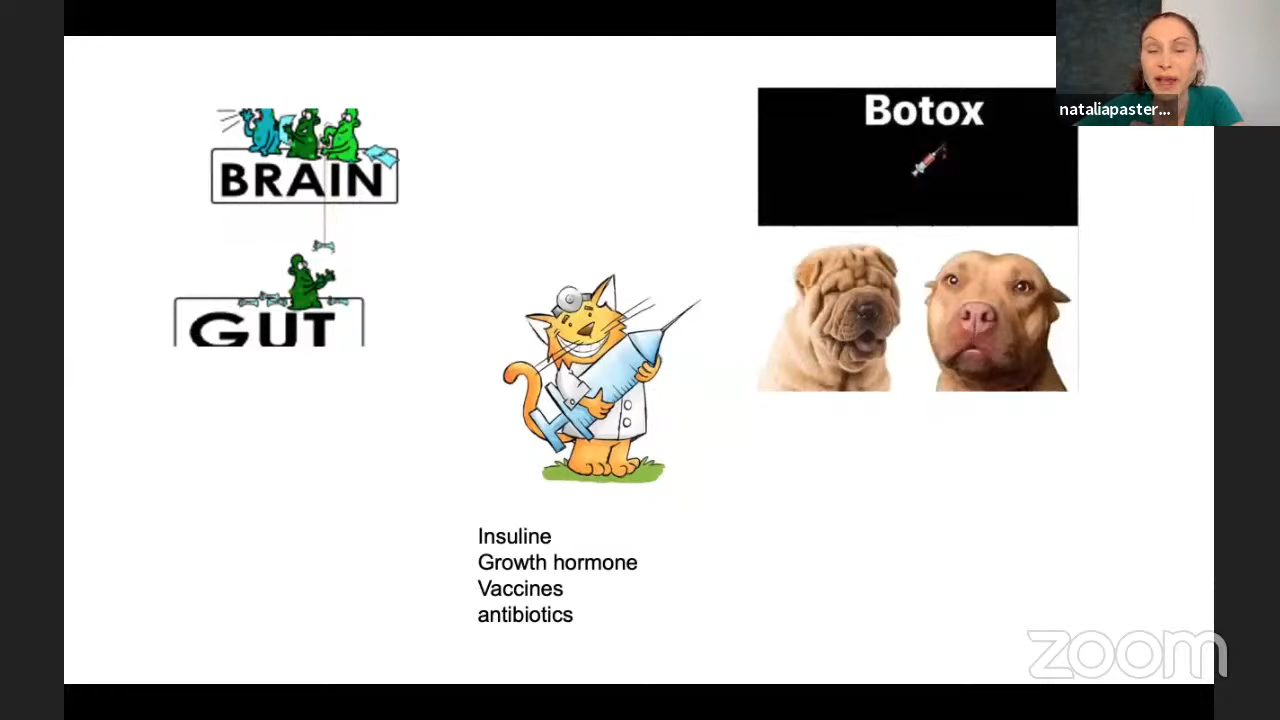 BRAIN
GUT
Botox
nataliapaster...
Insuline
Growth hormone
Vaccines
antibiotics
zoom